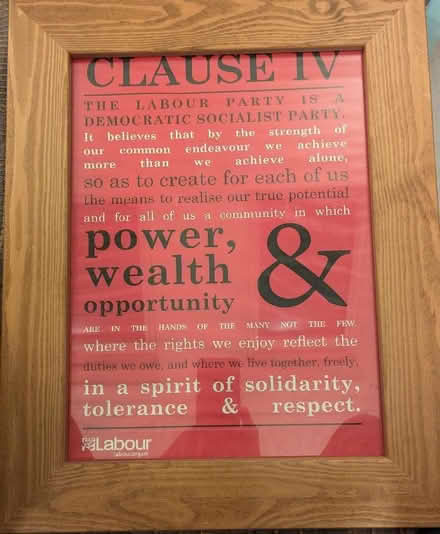 CLAUSE IV
THE LABOUR PARTY IS A
DEMOCRATIC SOCIALIST PARTY.
It believes that by the strength of
our common endeavour we achieve
more than we achieve alone,
so as to create for each of us
the means to realise our true potential
and for all of us a community in which
power,
wealth
opportunity
&
ARE IN THE HANDS OF THE MANY NOT THE FEW
where the rights we enjoy reflect the
duties we owe, and where we live together, freely,
in a spirit of solidarity,
tolerance & respect.
Labour
labour.org.uk